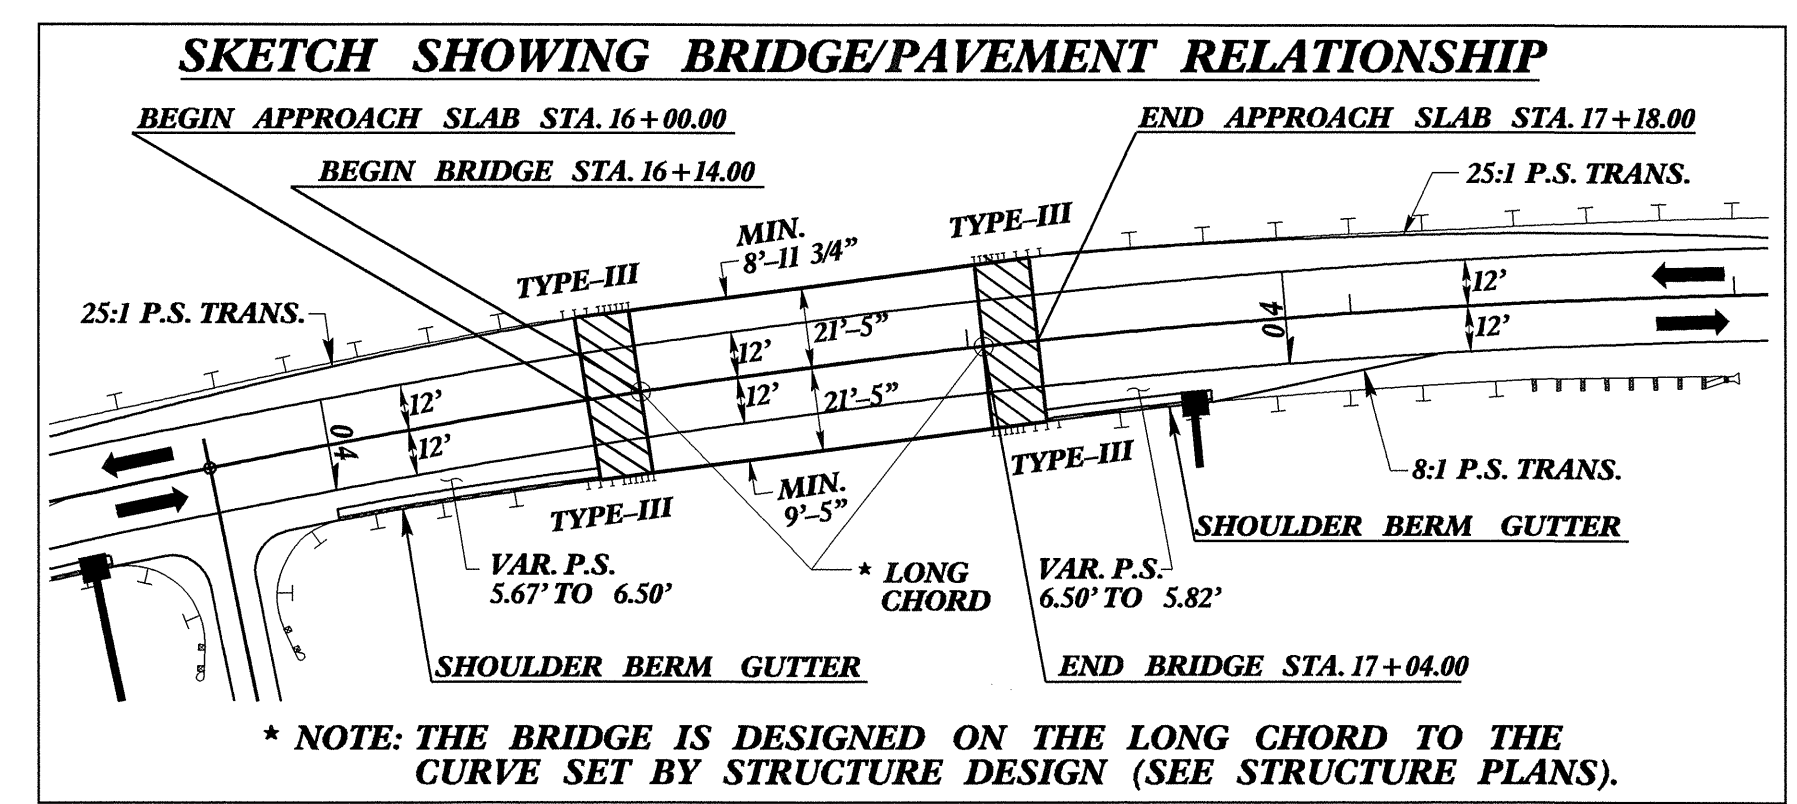 SKETCH SHOWING BRIDGE/PAVEMENT RELATIONSHIP
BEGIN APPROACH SLAB STA. 16+00.00
END APPROACH SLAB STA. 17+18.00
BEGIN BRIDGE STA. 16+14.00
25:1 P.S. TRANS.
MIN.
8'-11 3/4"
TYPE-III
TYPE-III
25:1 P.S. TRANS.
12'
12'
21'-5"
12'
12'
21'-5"
04
12'
12'
04
12'
12'
MIN.
9'-5"
TYPE-III
TYPE-III
8:1 P.S. TRANS.
SHOULDER BERM GUTTER
VAR. P.S.
5.67' TO 6.50'
* LONG
CHORD
VAR. P.S.
6.50' TO 5.82'
SHOULDER BERM GUTTER
END BRIDGE STA. 17+04.00
* NOTE: THE BRIDGE IS DESIGNED ON THE LONG CHORD TO THE
CURVE SET BY STRUCTURE DESIGN (SEE STRUCTURE PLANS).